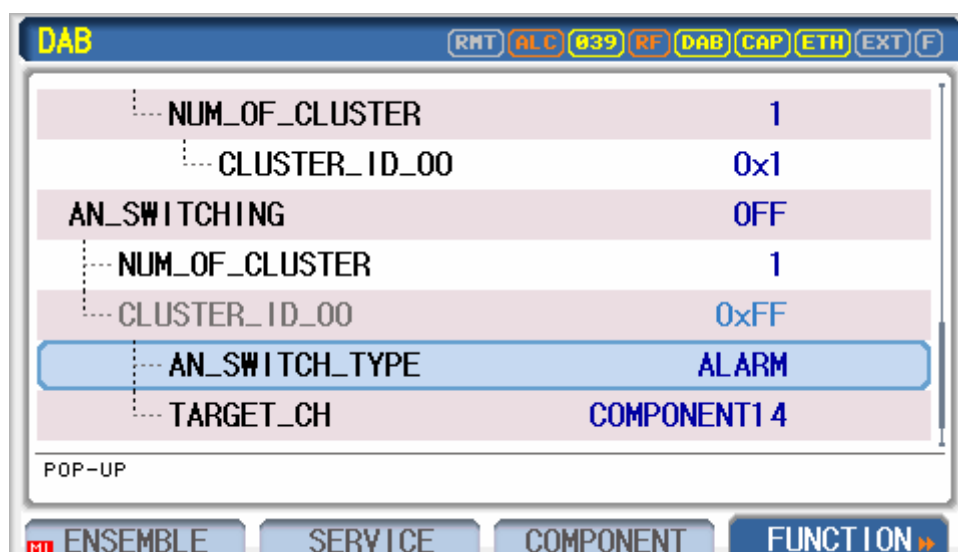 DAB RMT ALC 039 RF DAB CAP ETH EXT F
NUM_OF_CLUSTER 1
CLUSTER_ID_00 0x1
AN_SWITCHING OFF
NUM_OF_CLUSTER 1
CLUSTER_ID_00 0xFF
AN_SWITCH_TYPE ALARM
TARGET_CH COMPONENT14
POP-UP
ML ENSEMBLE SERVICE COMPONENT FUNCTION